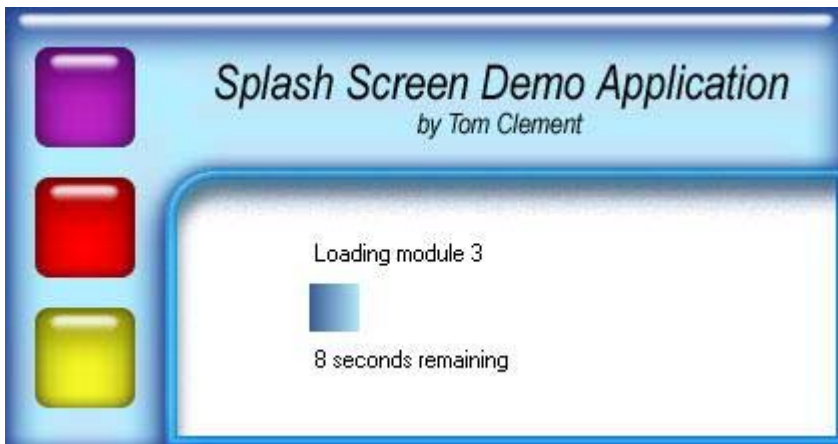 Splash Screen Demo Application
by Tom Clement
Loading module 3
8 seconds remaining